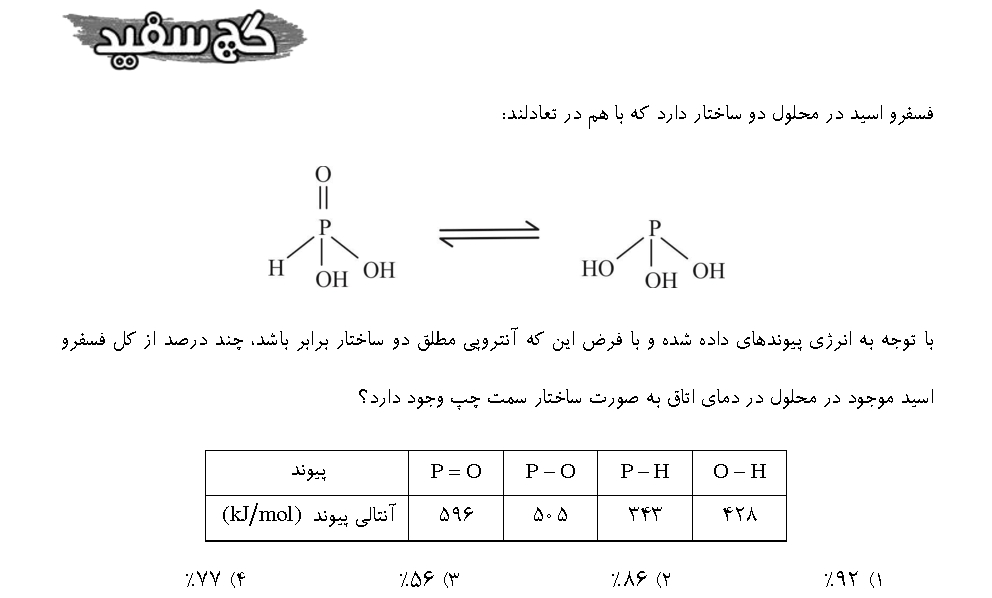 گچ سفید
فسفرو اسید در محلول دو ساختار دارد که با هم در تعادلند:
O
P
H
OH
OH
P
HO
OH
OH
با توجه به انرژی پیوندهای داده شده و با فرض این که آنتروپی مطلق دو ساختار برابر باشد، چند درصد از کل فسفرو
اسید موجود در محلول در دمای اتاق به صورت ساختار سمت چپ وجود دارد؟
پیوند P = O P – O P – H O – H
آنتالی پیوند (kJ/mol) ۵۹۶ ۵۰۵ ۳۴۳ ۴۲۸
۱) ۹۲٪ ۲) ۸۶٪ ۳) ۵۶٪ ۴) ۷۷٪